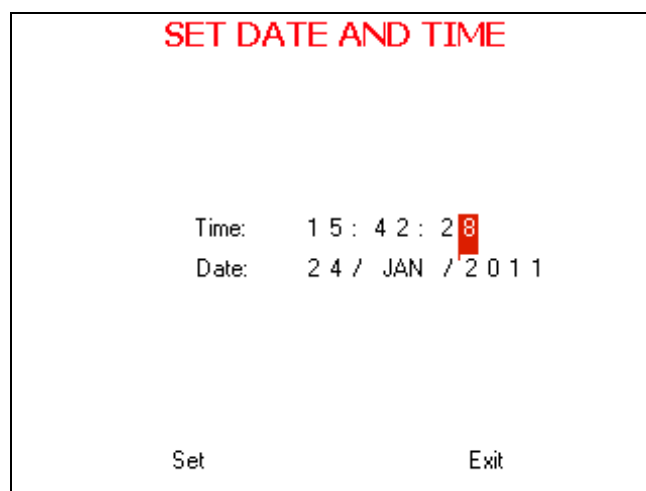 SET DATE AND TIME
Time: 15:42:28
Date: 24/ JAN /2011
Set Exit